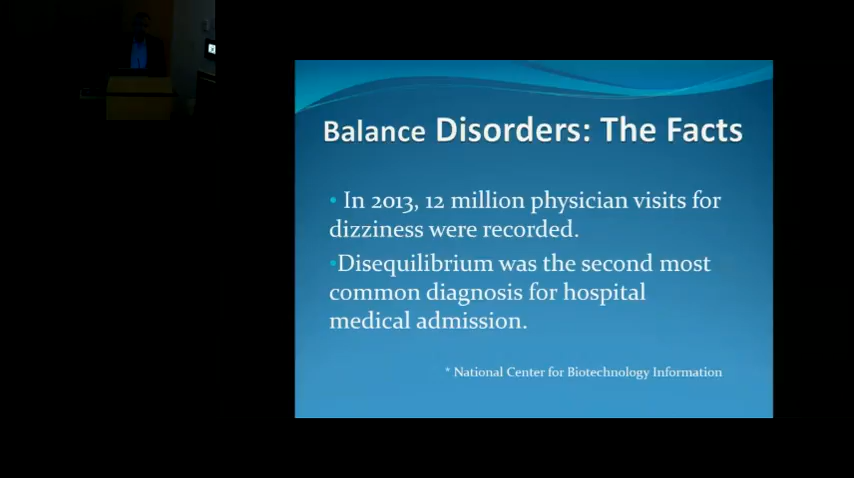 Balance Disorders: The Facts
• In 2013, 12 million physician visits for
dizziness were recorded.
•Disequilibrium was the second most
common diagnosis for hospital
medical admission.
* National Center for Biotechnology Information